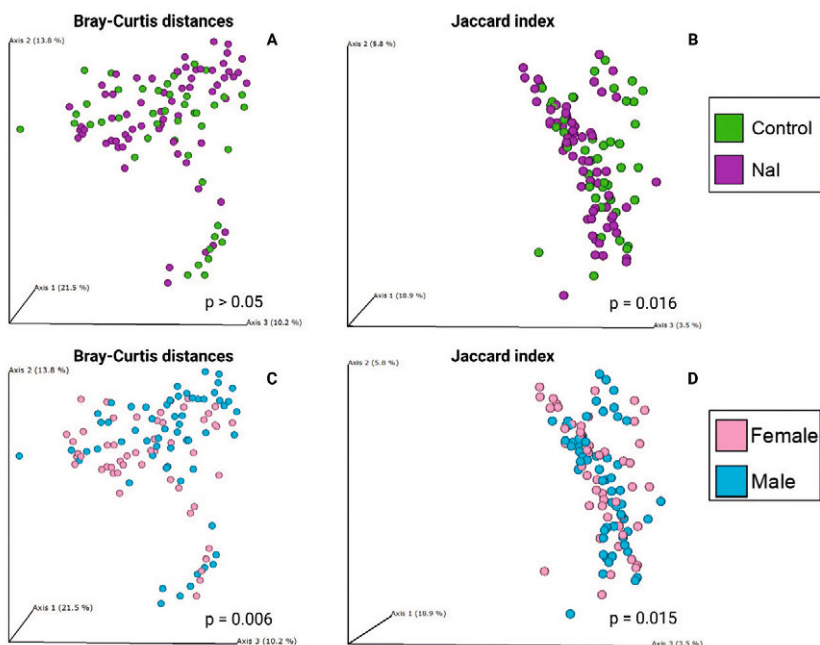 Bray-Curtis distances
A
Axis 2 (13.8 %)
Axis 1 (21.5 %)
Axis 3 (10.2 %)
p > 0.05
Jaccard index
B
Axis 2 (5.8 %)
Axis 1 (18.9 %)
Axis 3 (3.5 %)
p = 0.016
Control
NaI
Bray-Curtis distances
C
Axis 2 (13.8 %)
Axis 1 (21.5 %)
Axis 3 (10.2 %)
p = 0.006
Jaccard index
D
Axis 2 (5.8 %)
Axis 1 (18.9 %)
Axis 3 (3.5 %)
p = 0.015
Female
Male